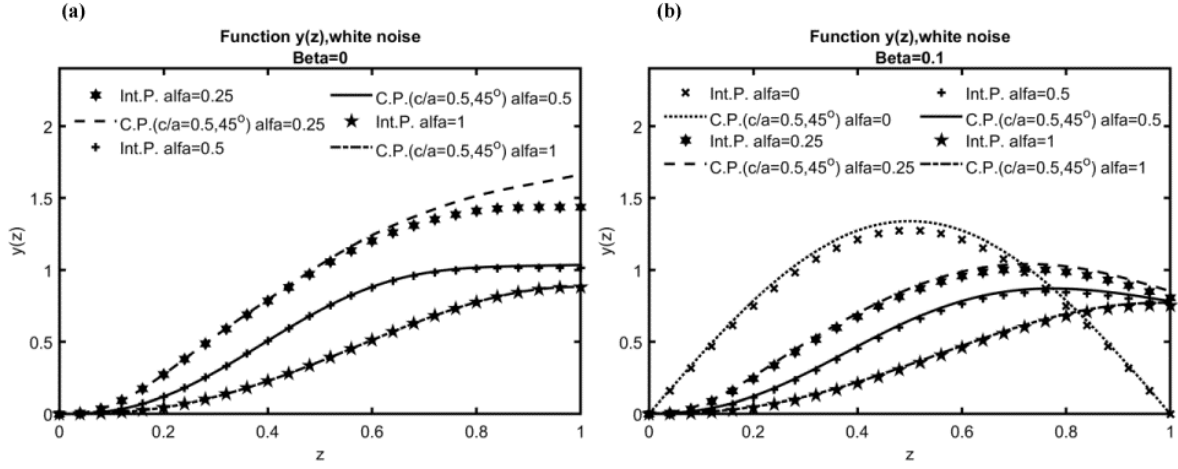 (a)
Function y(z),white noise
Beta=0
Int.P. alfa=0.25
C.P.(c/a=0.5,45°) alfa=0.25
Int.P. alfa=0.5
C.P.(c/a=0.5,45°) alfa=0.5
Int.P. alfa=1
C.P.(c/a=0.5,45°) alfa=1
2
1.5
1
0.5
0
y(z)
0 0.2 0.4 0.6 0.8 1
z
(b)
Function y(z),white noise
Beta=0.1
Int.P. alfa=0
C.P.(c/a=0.5,45°) alfa=0
Int.P. alfa=0.25
C.P.(c/a=0.5,45°) alfa=0.25
Int.P. alfa=0.5
C.P.(c/a=0.5,45°) alfa=0.5
Int.P. alfa=1
C.P.(c/a=0.5,45°) alfa=1
2
1.5
1
0.5
0
y(z)
0 0.2 0.4 0.6 0.8 1
z